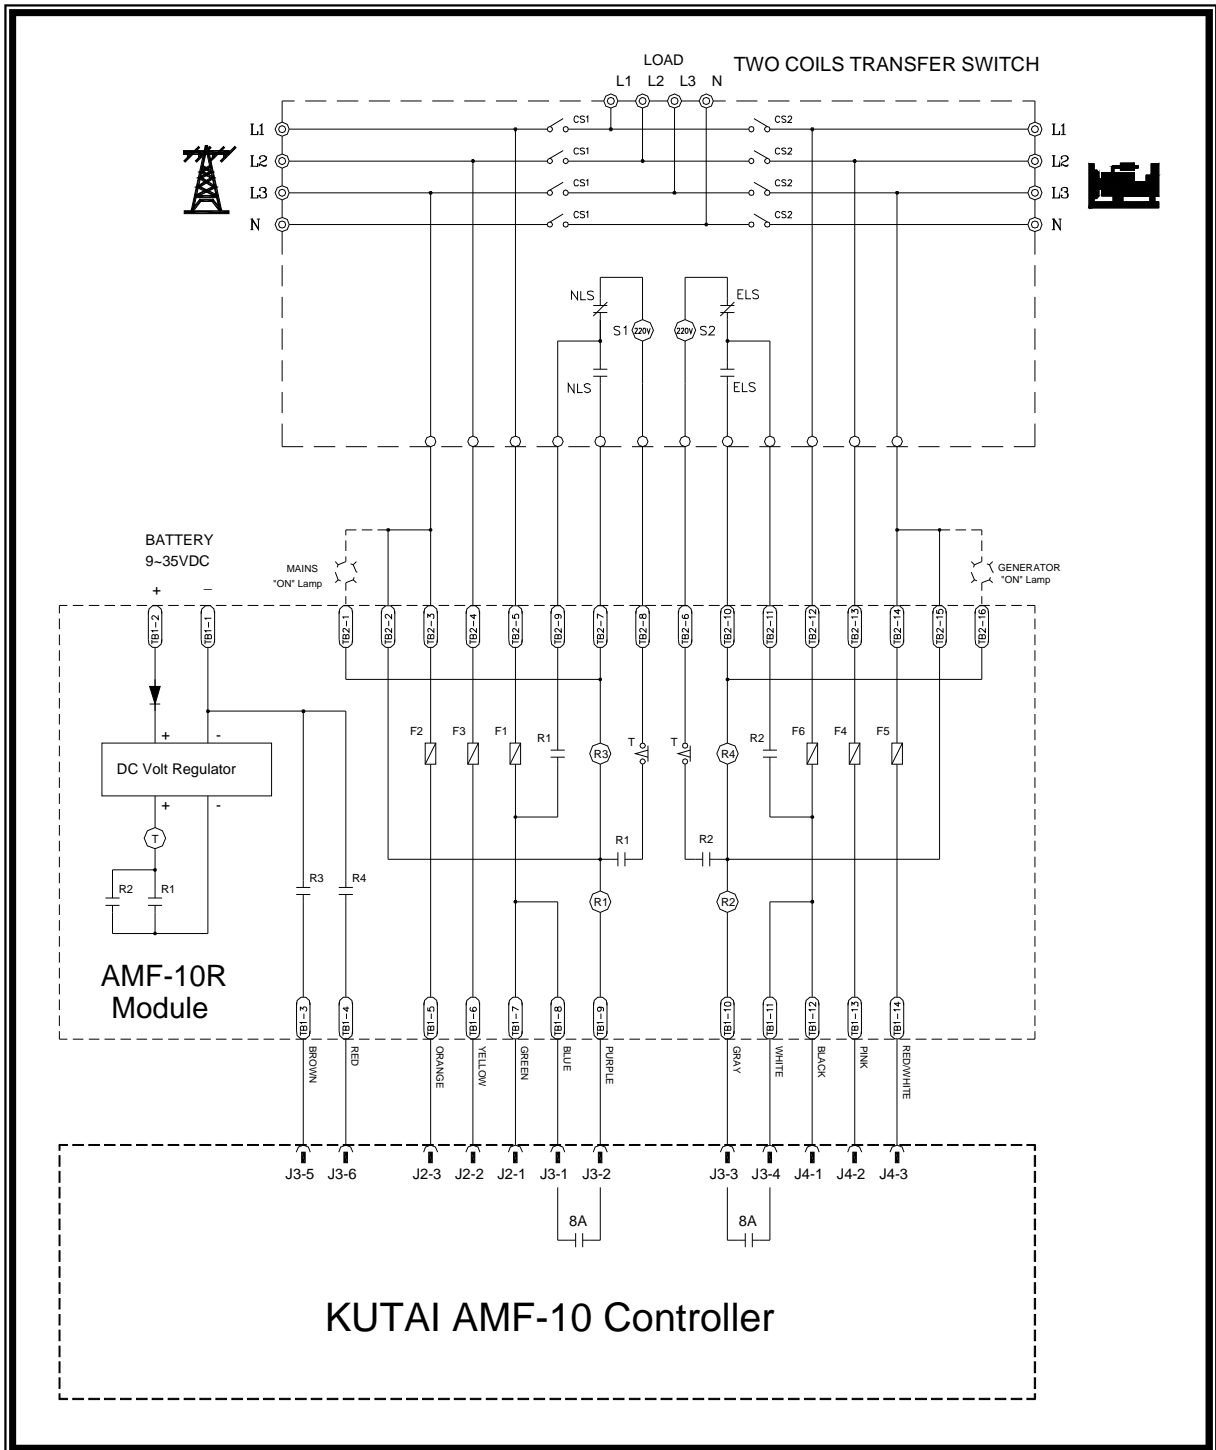 LOAD
TWO COILS TRANSFER SWITCH
L1 L2 L3 N
L1 CS1 CS2 L1
L2 CS1 CS2 L2
L3 CS1 CS2 L3
N CS1 CS2 N
NLS ELS
S1 220V 220V S2
NLS ELS
BATTERY
9~35VDC
MAINS
"ON" Lamp
GENERATOR
"ON" Lamp
+ −
TB1-2 TB1-1 TB2-1 TB2-2 TB2-3 TB2-4 TB2-5 TB2-9 TB2-7 TB2-8 TB2-6 TB2-10 TB2-11 TB2-12 TB2-13 TB2-14 TB2-15 TB2-16
F2 F3 F1 R1 R3 T T R4 R2 F6 F4 F5
+ -
DC Volt Regulator
+ -
T
R1 R2
R2 R1 R3 R4
R1 R2
AMF-10R
Module
TB1-3 TB1-4 TB1-5 TB1-6 TB1-7 TB1-8 TB1-9 TB1-10 TB1-11 TB1-12 TB1-13 TB1-14
BROWN RED ORANGE YELLOW GREEN BLUE PURPLE GRAY WHITE BLACK PINK RED/WHITE
J3-5 J3-6 J2-3 J2-2 J2-1 J3-1 J3-2 J3-3 J3-4 J4-1 J4-2 J4-3
8A 8A
KUTAI AMF-10 Controller